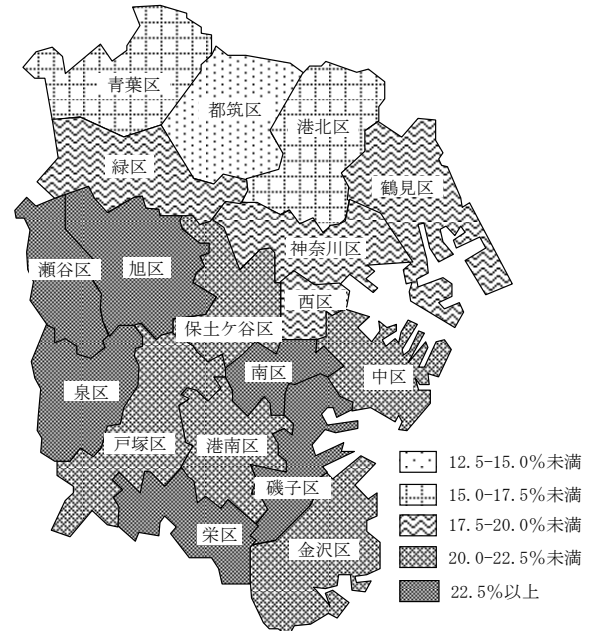 青葉区
都筑区
港北区
緑区
鶴見区
神奈川区
瀬谷区
旭区
西区
保土ケ谷区
南区
中区
泉区
戸塚区
港南区
磯子区
栄区
金沢区
12.5-15.0%未満
15.0-17.5%未満
17.5-20.0%未満
20.0-22.5%未満
22.5%以上